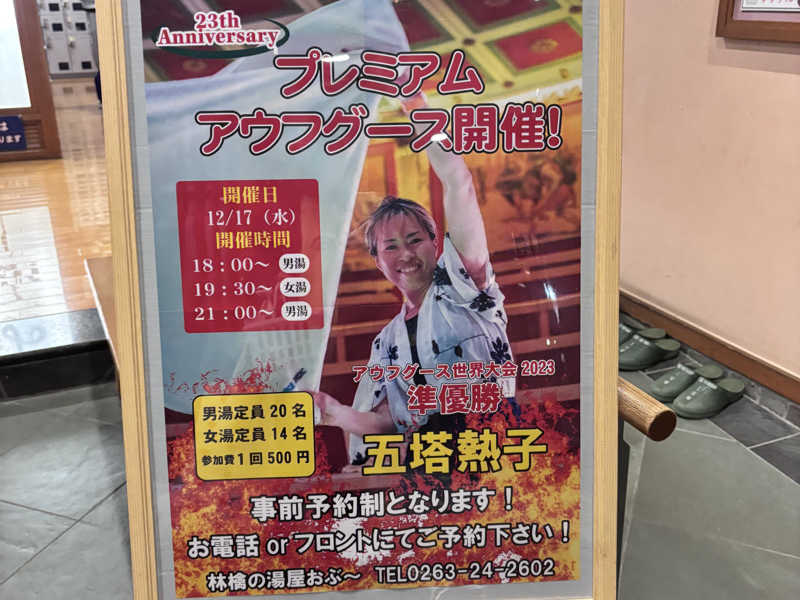 23th
Anniversary
プレミアム
アウフグース開催!
開催日
12/17（水）
開催時間
18：00～ 男湯
19：30～ 女湯
21：00～ 男湯
アウフグース世界大会 2023
準優勝
男湯定員 20 名
女湯定員 14 名
参加費 1 回 500 円
五塔熱子
事前予約制となります！
お電話 or フロントにてご予約下さい！
林檎の湯屋おぶ～ TEL0263-24-2602